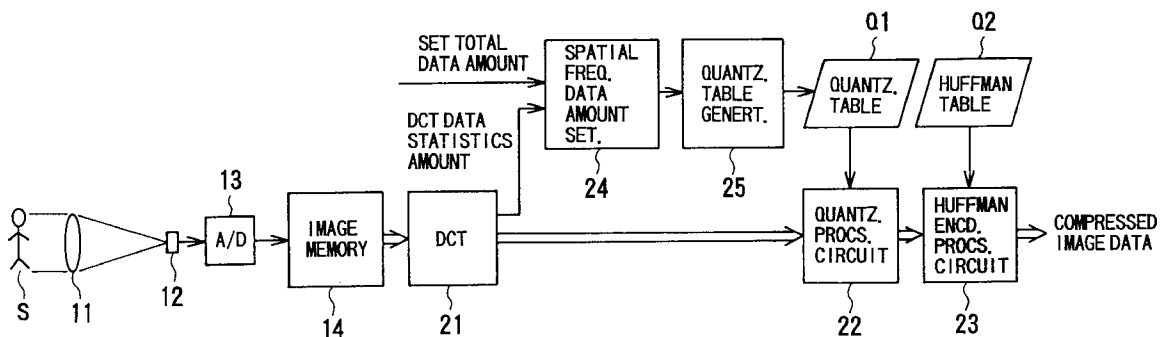 Q1
Q2
SET TOTAL
DATA AMOUNT
SPATIAL
FREQ.
DATA
AMOUNT
SET.
QUANTZ.
TABLE
GENERT.
QUANTZ.
TABLE
HUFFMAN
TABLE
DCT DATA
STATISTICS
AMOUNT
24
25
13
A/D
IMAGE
MEMORY
DCT
QUANTZ.
PROCS.
CIRCUIT
HUFFMAN
ENCD.
PROCS.
CIRCUIT
COMPRESSED
IMAGE DATA
S
11
12
14
21
22
23